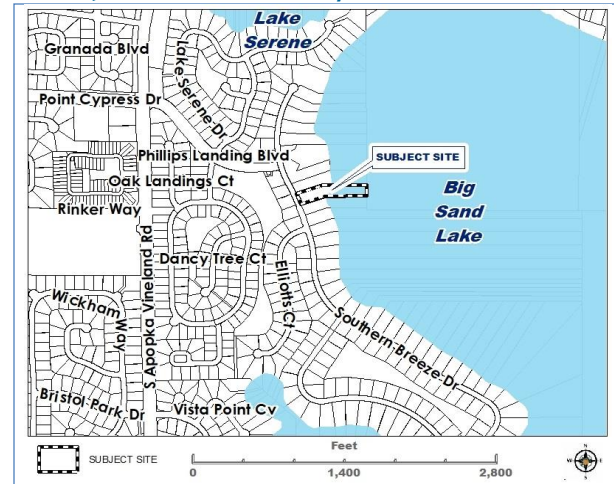 Lake
Serene
Granada Blvd
Lake Serene Dr
Point Cypress Dr
Phillips Landing Blvd
SUBJECT SITE
Oak Landings Ct
Big
Sand
Lake
Rinker Way
S Apopka Vineland Rd
Dancy Tree Ct
Elliotts Ct
Wickham
Way
Southern Breeze Dr
Bristol Park Dr
Vista Point Cv
SUBJECT SITE
Feet
0 1,400 2,800
N
W E
S